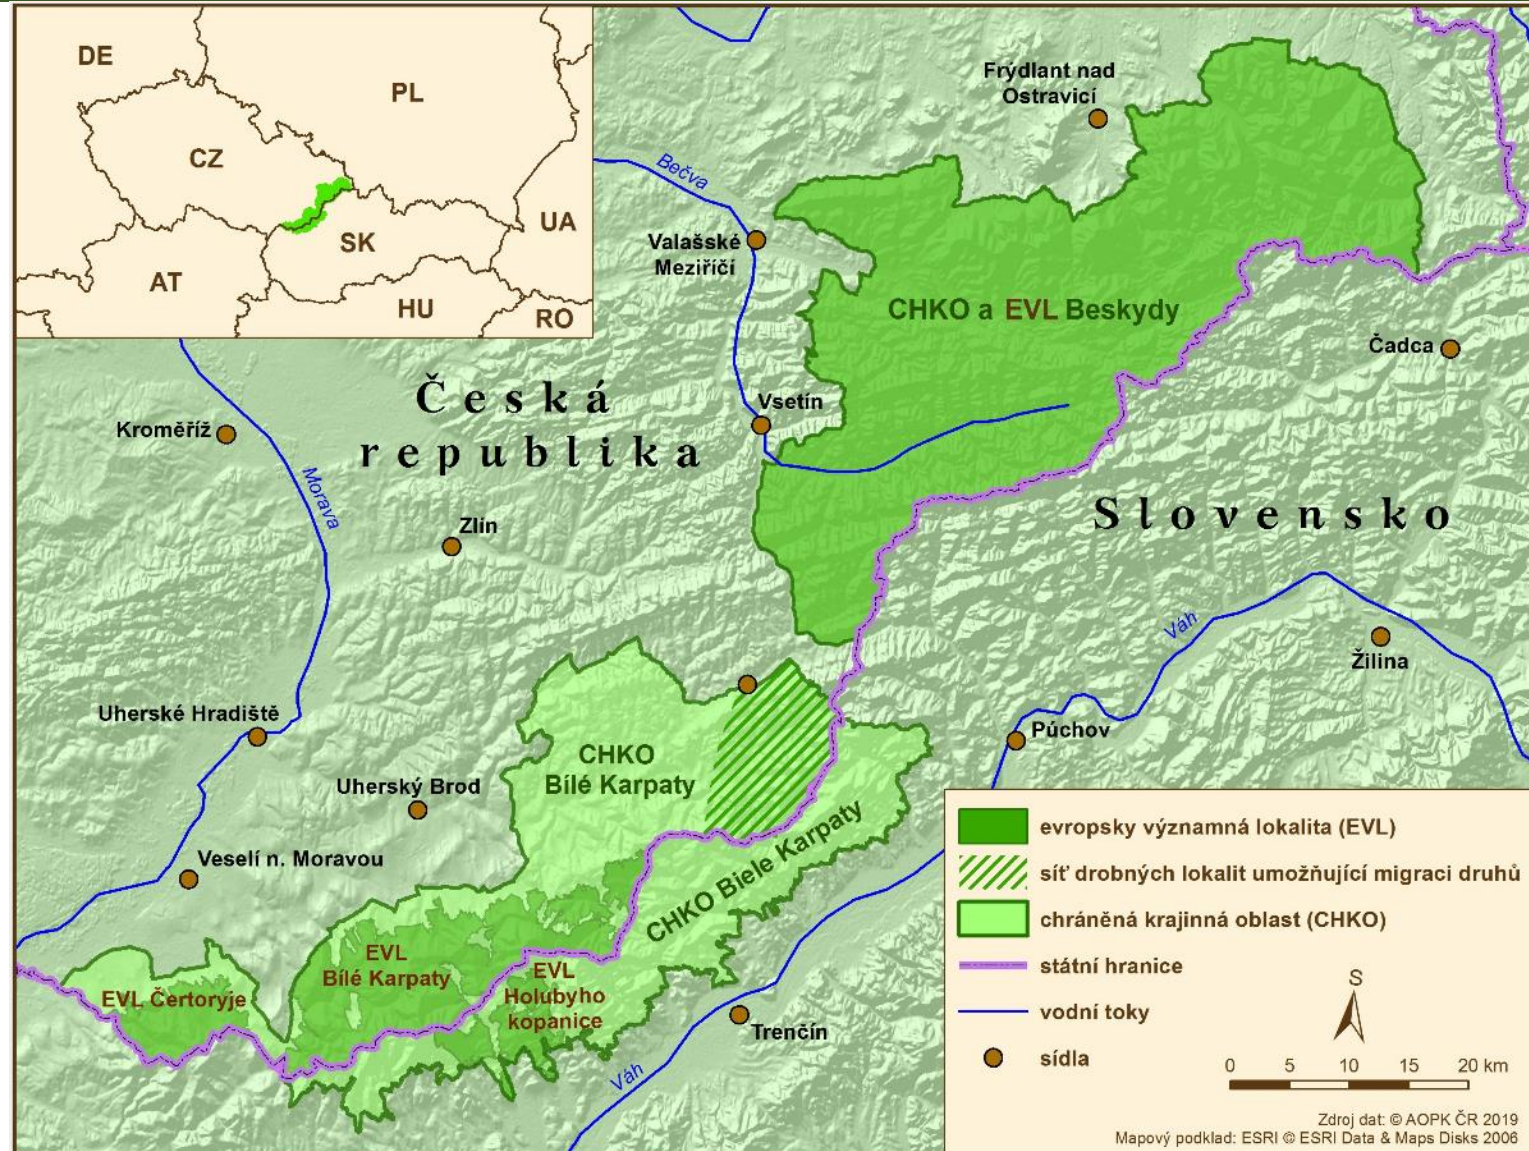 DE
PL
CZ
UA
SK
AT
HU
RO
Frýdlant nad
Ostravicí
Bečva
Valašské
Meziříčí
CHKO a EVL Beskydy
Čadca
Česká
republika
Vsetín
Kroměříž
Morava
Zlín
Slovensko
Váh
Žilina
Uherské Hradiště
Púchov
CHKO
Bílé Karpaty
Uherský Brod
CHKO Biele Karpaty
Veselí n. Moravou
EVL
Bílé Karpaty
EVL
Holubyho
kopanice
EVL Čertoryje
Trenčín
Váh
evropsky významná lokalita (EVL)
síť drobných lokalit umožňující migraci druhů
chráněná krajinná oblast (CHKO)
státní hranice
vodní toky
sídla
S
0 5 10 15 20 km
Zdroj dat: © AOPK ČR 2019
Mapový podklad: ESRI © ESRI Data & Maps Disks 2006